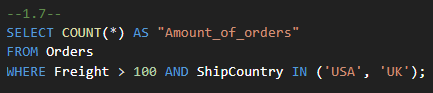 --1.7--
SELECT COUNT(*) AS "Amount_of_orders"
FROM Orders
WHERE Freight > 100 AND ShipCountry IN ('USA', 'UK');